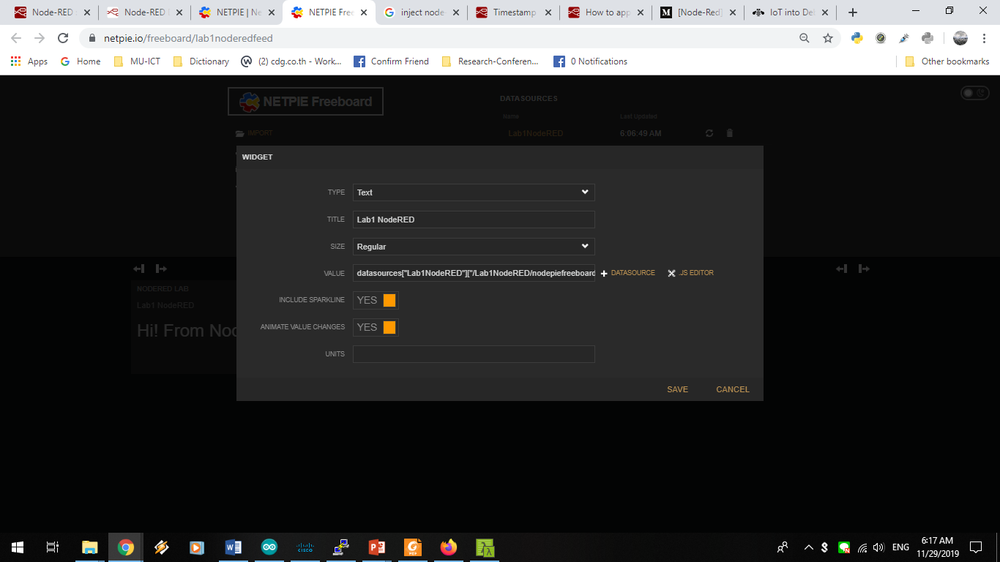 Node-RED
Node-RED
NETPIE | Ne
NETPIE Free
inject node-
Timestamp
How to app
[Node-Red]
IoT into De
netpie.io/freeboard/lab1noderedfeed
Apps
Home
MU-ICT
Dictionary
(2) cdg.co.th - Work...
Confirm Friend
Research-Conferen...
0 Notifications
Other bookmarks
NETPIE Freeboard
DATASOURCES
Name
Last Updated
IMPORT
Lab1NodeRED
6:06:49 AM
WIDGET
TYPE
Text
TITLE
Lab1 NodeRED
SIZE
Regular
VALUE
datasources["Lab1NodeRED"]["/Lab1NodeRED/nodepiefreeboard
DATASOURCE
.JS EDITOR
INCLUDE SPARKLINE
YES
ANIMATE VALUE CHANGES
YES
UNITS
SAVE
CANCEL
NODERED LAB
Lab1 NodeRED
Hi! From Nod
ENG
6:17 AM
11/29/2019